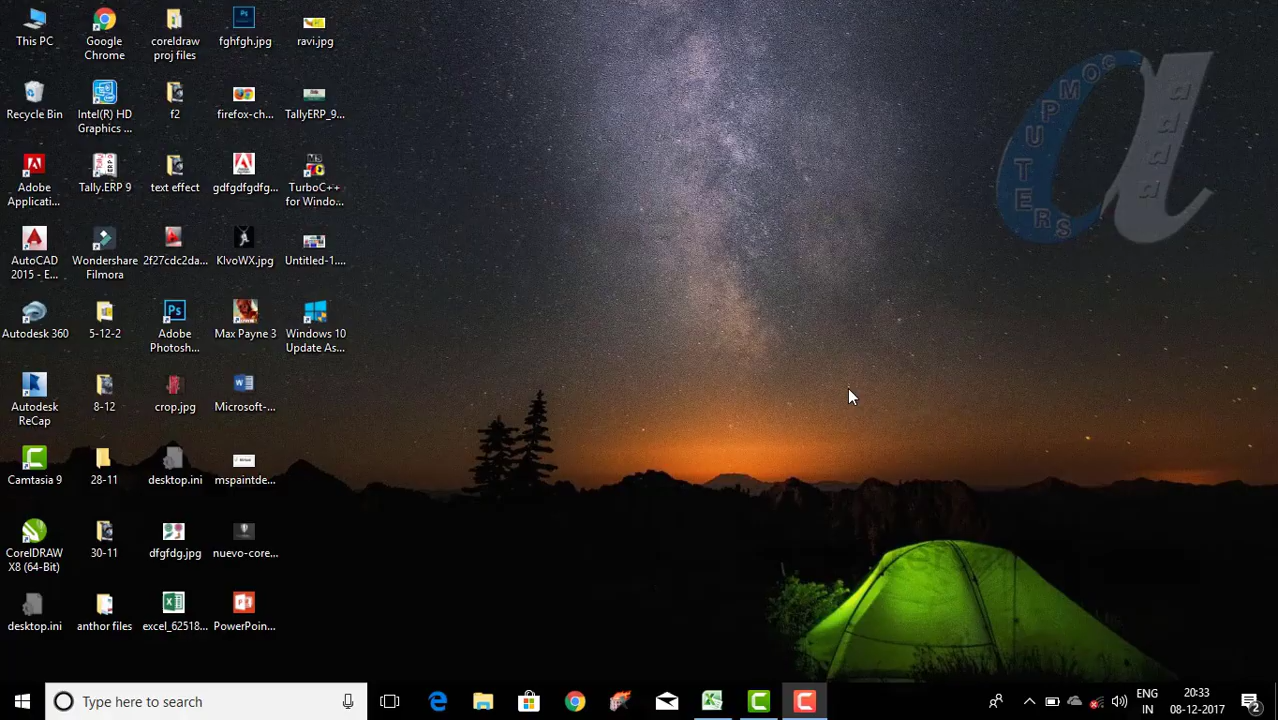 This PC
Google
Chrome
coreldraw
proj files
fghfgh.jpg
ravi.jpg
Recycle Bin
Intel(R) HD
Graphics ...
f2
firefox-ch...
TallyERP_9...
Adobe
Applicati...
Tally.ERP 9
text effect
gdfgdfgdfg...
TurboC++
for Windo...
AutoCAD
2015 - E...
Wondershare
Filmora
2f27cdc2da...
KIvoWX.jpg
Untitled-1....
Autodesk 360
5-12-2
Adobe
Photosh...
Max Payne 3
Windows 10
Update As...
Autodesk
ReCap
8-12
crop.jpg
Microsoft-...
Camtasia 9
28-11
desktop.ini
mspaintde...
CorelDRAW
X8 (64-Bit)
30-11
dfgfdg.jpg
nuevo-core...
desktop.ini
anthor files
excel_62518...
PowerPoin...
COMPUTERS
adda
Type here to search
ENG
IN
20:33
08-12-2017
2